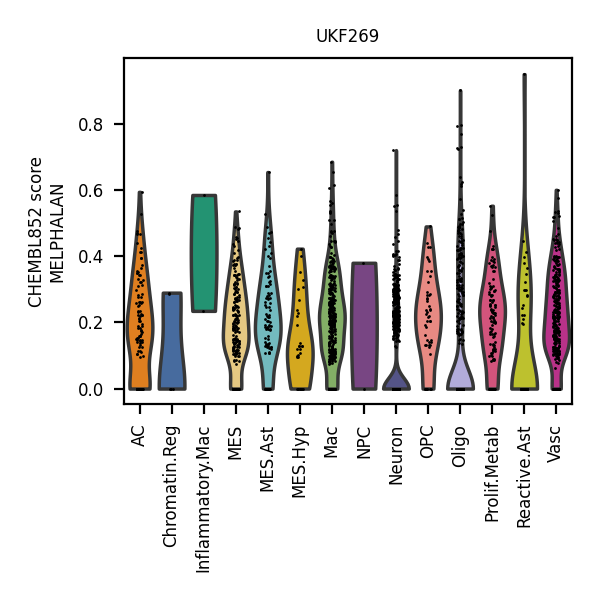 UKF269
CHEMBL852 score
MELPHALAN
0.8
0.6
0.4
0.2
0.0
AC
Chromatin.Reg
Inflammatory.Mac
MES
MES.Ast
MES.Hyp
Mac
NPC
Neuron
OPC
Oligo
Prolif.Metab
Reactive.Ast
Vasc